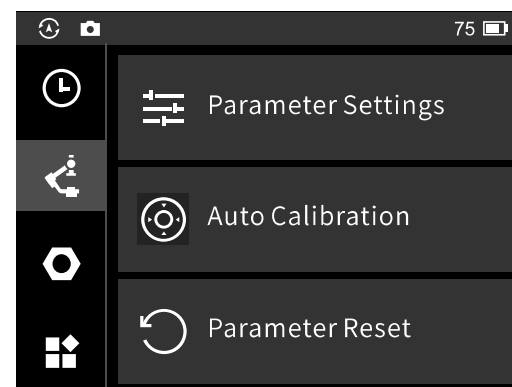 75
Parameter Settings
Auto Calibration
Parameter Reset